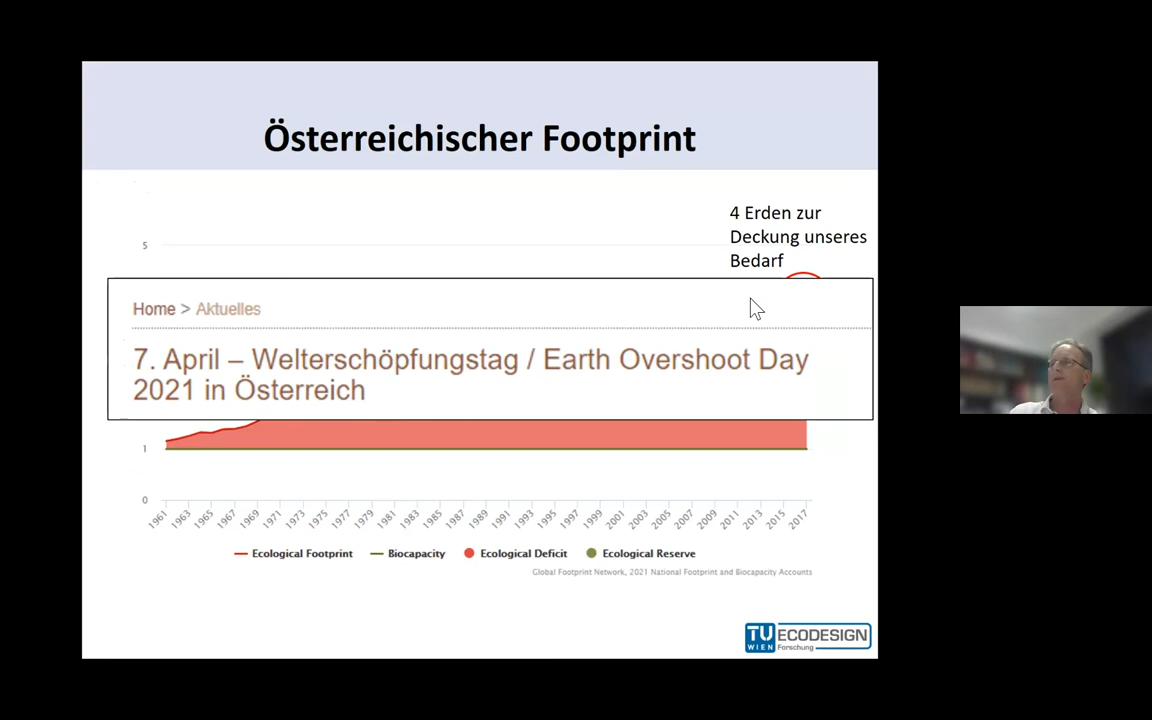 Österreichischer Footprint
4 Erden zur
Deckung unseres
Bedarf
5
Home > Aktuelles
7. April – Welterschöpfungstag / Earth Overshoot Day
2021 in Österreich
1
0
1961 1963 1965 1967 1969 1971 1973 1975 1977 1979 1981 1983 1985 1987 1989 1991 1993 1995 1997 1999 2001 2003 2005 2007 2009 2011 2013 2015 2017
Ecological Footprint Biocapacity Ecological Deficit Ecological Reserve
Global Footprint Network, 2021 National Footprint and Biocapacity Accounts
TU WIEN ECODESIGN
Forschung